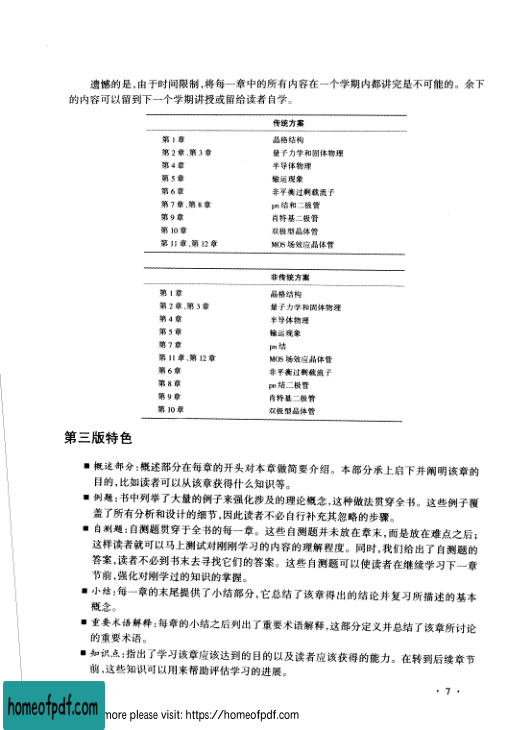 遗憾的是,由于时间限制,将每一章中的所有内容在一个学期内都讲完是不可能的。余下
的内容可以留到下一个学期讲授或留给读者自学。
传统方案
第 1 章 晶格结构
第 2 章、第 3 章 量子力学和固体物理
第 4 章 半导体物理
第 5 章 输运现象
第 6 章 非平衡过剩载流子
第 7 章、第 8 章 pn 结和二极管
第 9 章 肖特基二极管
第 10 章 双极型晶体管
第 11 章、第 12 章 MOS 场效应晶体管
非传统方案
第 1 章 晶格结构
第 2 章、第 3 章 量子力学和固体物理
第 4 章 半导体物理
第 5 章 输运现象
第 7 章 pn 结
第 11 章、第 12 章 MOS 场效应晶体管
第 6 章 非平衡过剩载流子
第 8 章 pn 结二极管
第 9 章 肖特基二极管
第 10 章 双极型晶体管
第三版特色
■ 概述部分:概述部分在每章的开头对本章做简要介绍。本部分承上启下并阐明该章的
目的,比如读者可以从该章获得什么知识等。
■ 例题:书中列举了大量的例子来强化涉及的理论概念,这种做法贯穿全书。这些例子覆
盖了所有分析和设计的细节,因此读者不必自行补充其忽略的步骤。
■ 自测题:自测题贯穿于全书的每一章。这些自测题并未放在章末,而是放在难点之后;
这样读者就可以马上测试对刚刚学习的内容的理解程度。同时,我们给出了自测题的
答案,读者不必到书末去寻找它们的答案。这些自测题可以使读者在继续学习下一章
节前,强化对刚学过的知识的掌握。
■ 小结:每一章的末尾提供了小结部分,它总结了该章得出的结论并复习所描述的基本
概念。
■ 重要术语解释:每章的小结之后列出了重要术语解释,这部分定义并总结了该章所讨论
的重要术语。
■ 知识点:指出了学习该章应该达到的目的以及读者应该获得的能力。在转到后续章节
前,这些知识可以用来帮助评估学习的进展。
· 7 ·
homeofpdf.com
more please visit: https://homeofpdf.com